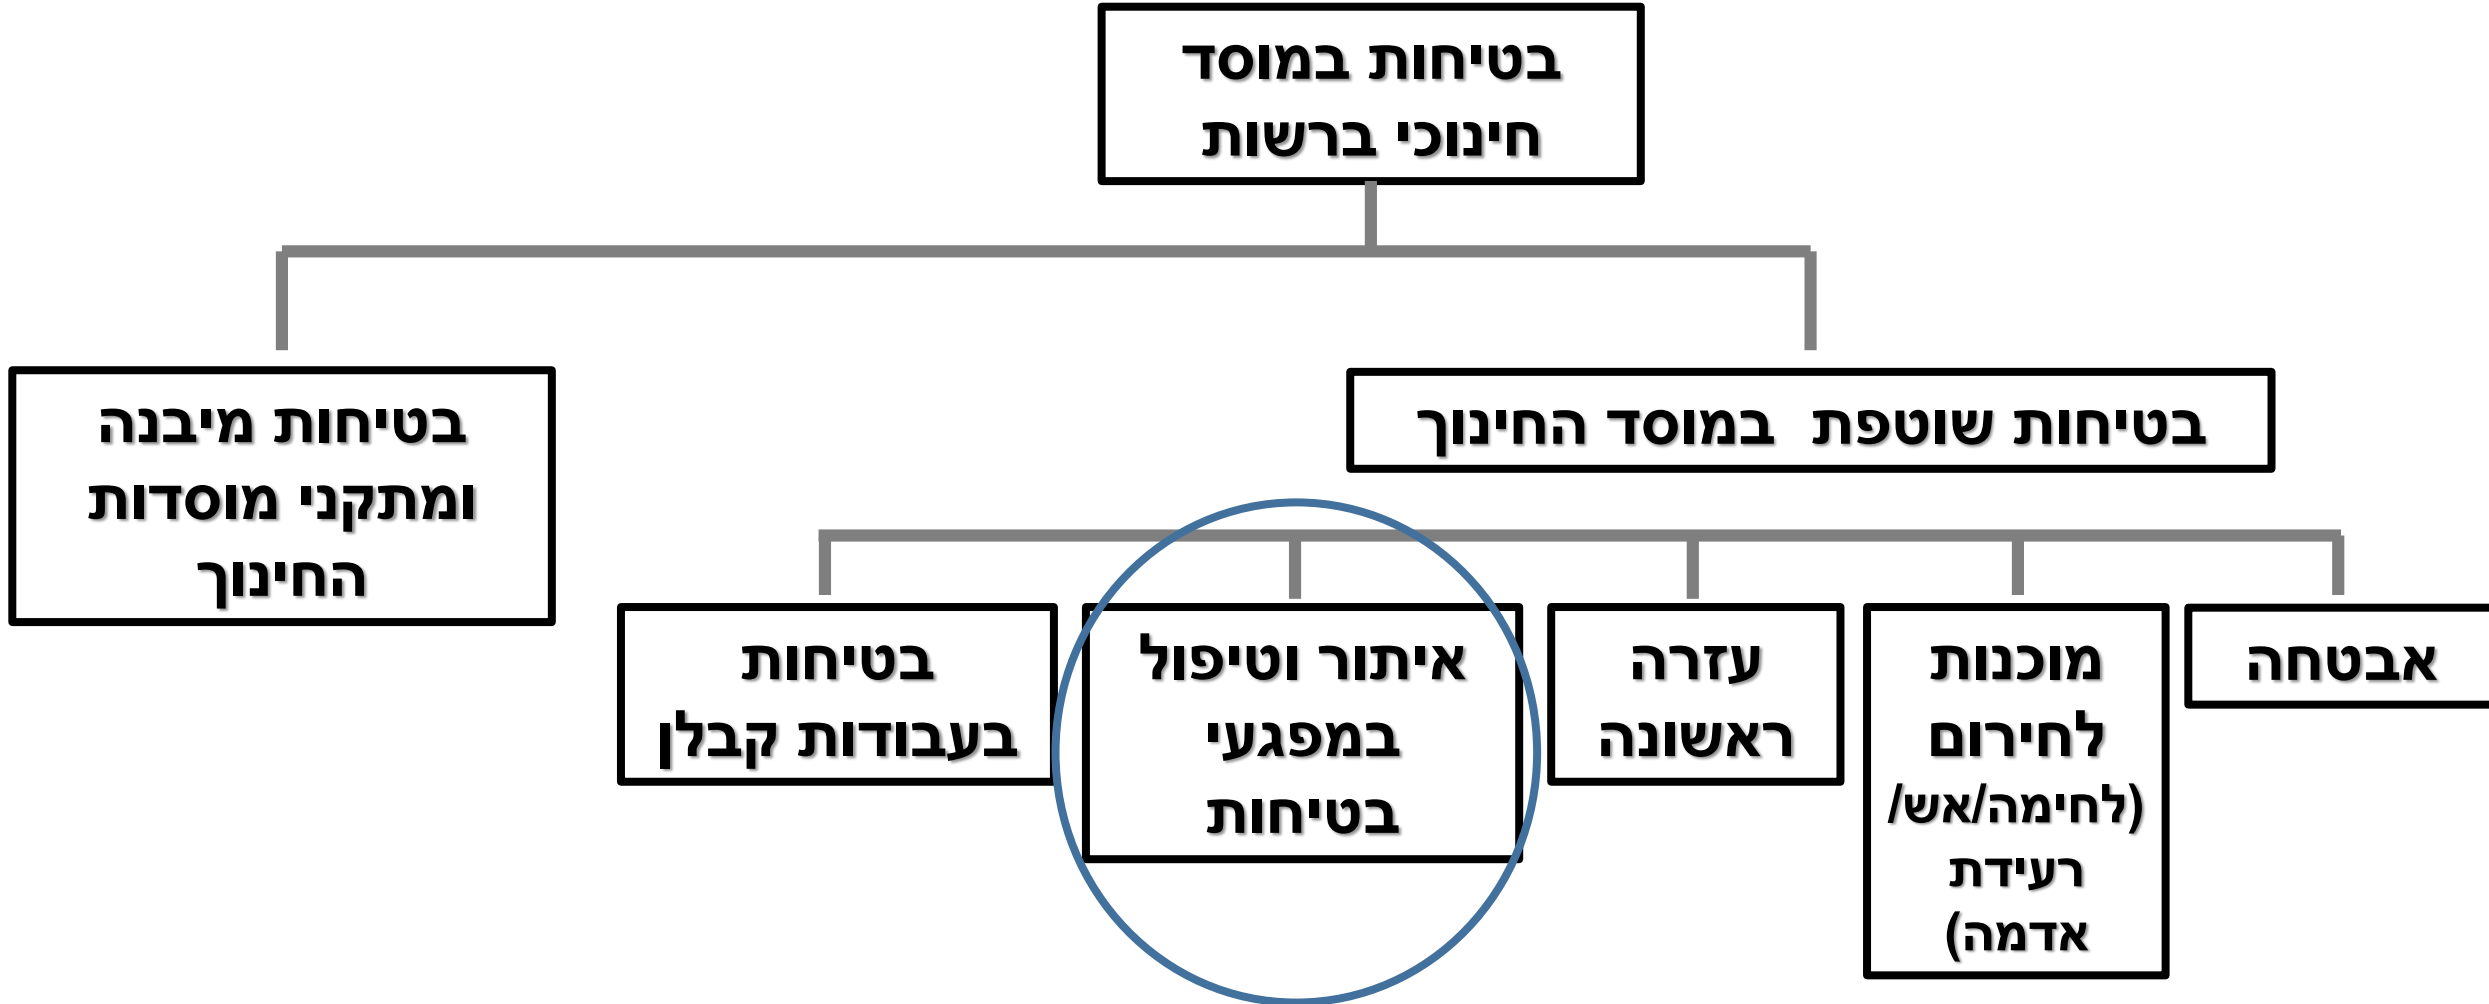 בטיחות במוסד
חינוכי ברשות
בטיחות שוטפת במוסד החינוך
בטיחות מיבנה
ומתקני מוסדות
החינוך
אבטחה
מוכנות
לחירום
(לחימה/אש/
רעידת
אדמה)
עזרה
ראשונה
איתור וטיפול
במפגעי
בטיחות
בטיחות
בעבודות קבלן